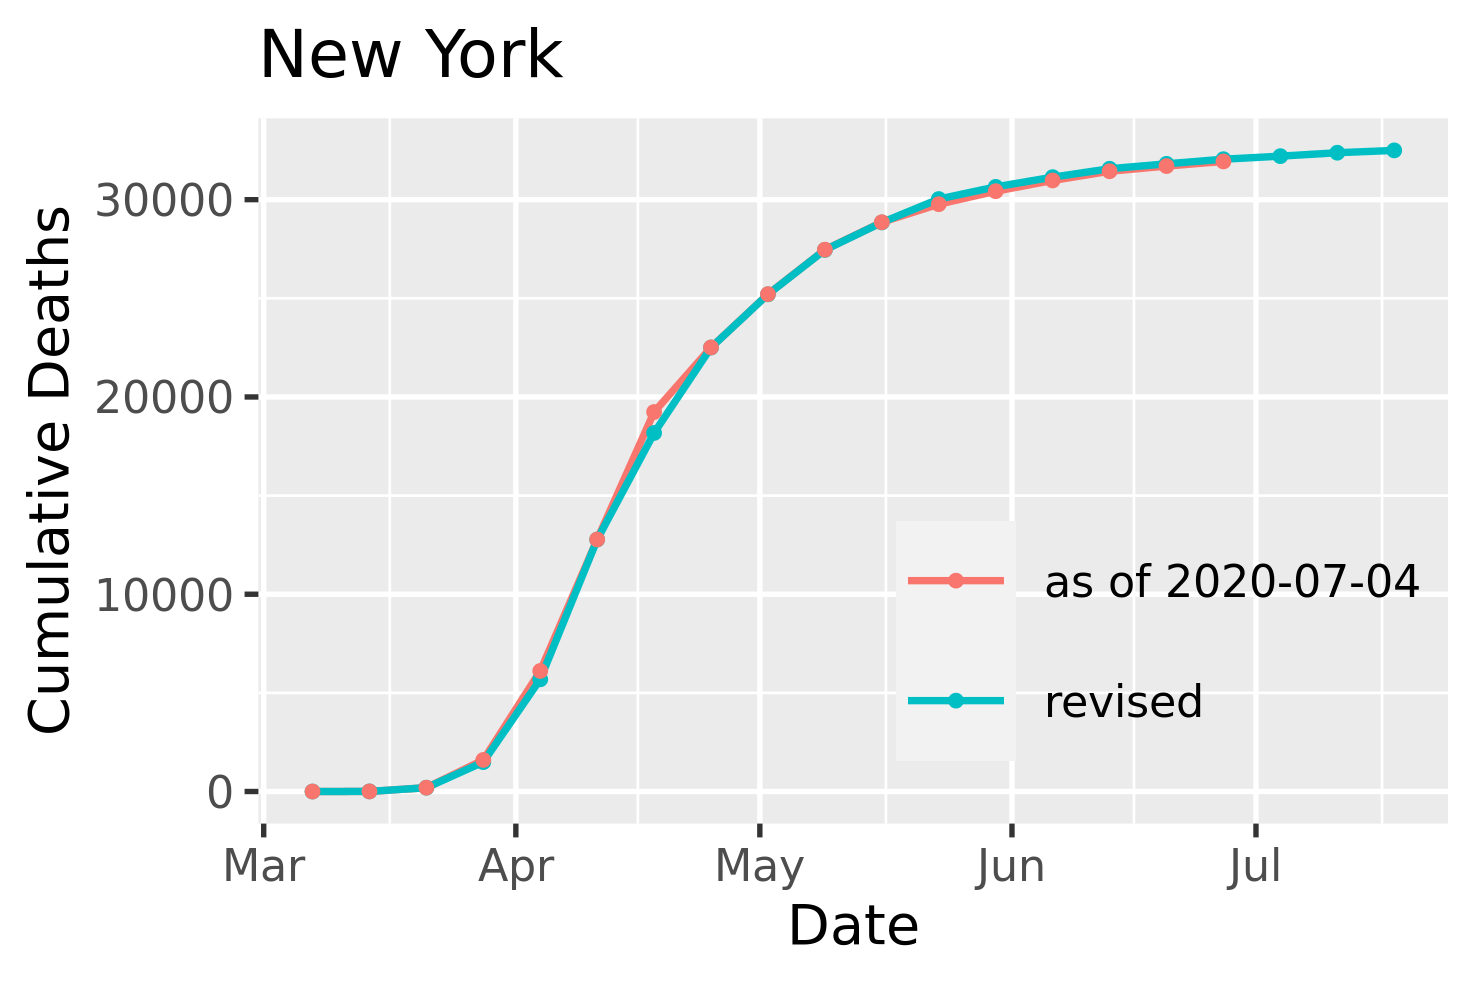 New York
Cumulative Deaths
30000
20000
10000
0
as of 2020-07-04
revised
Mar Apr May Jun Jul
Date